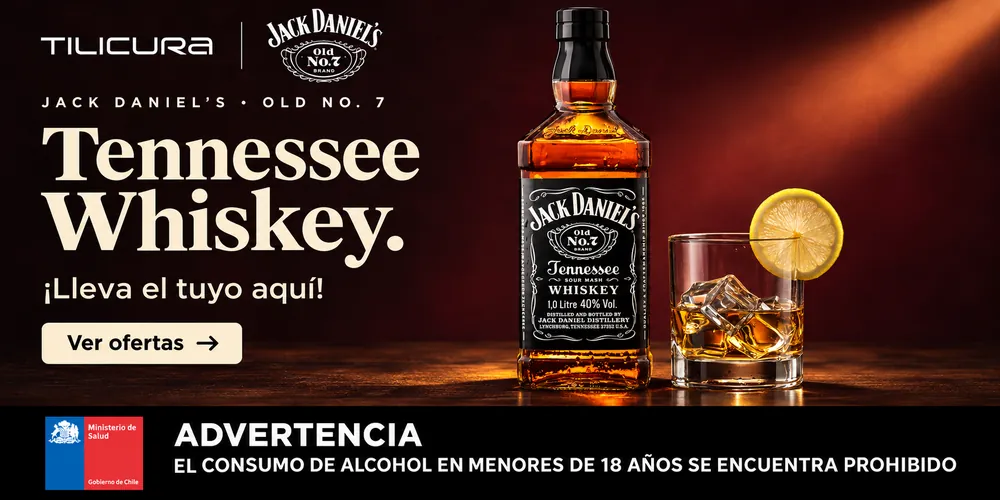 TILICURA
JACK DANIEL'S
Old
No.7
BRAND
JACK DANIEL'S • OLD NO. 7
Tennessee
Whiskey.
¡Lleva el tuyo aquí!
Ver ofertas →
Jack Daniel
JACK DANIEL'S
Old
No.7
BRAND
Tennessee
SOUR MASH
WHISKEY
1,0 Litre 40% Vol.
DISTILLED AND BOTTLED BY
JACK DANIEL DISTILLERY
LYNCHBURG, TENNESSEE 37352 U.S.A.
Ministerio de
Salud
Gobierno de Chile
ADVERTENCIA
EL CONSUMO DE ALCOHOL EN MENORES DE 18 AÑOS SE ENCUENTRA PROHIBIDO